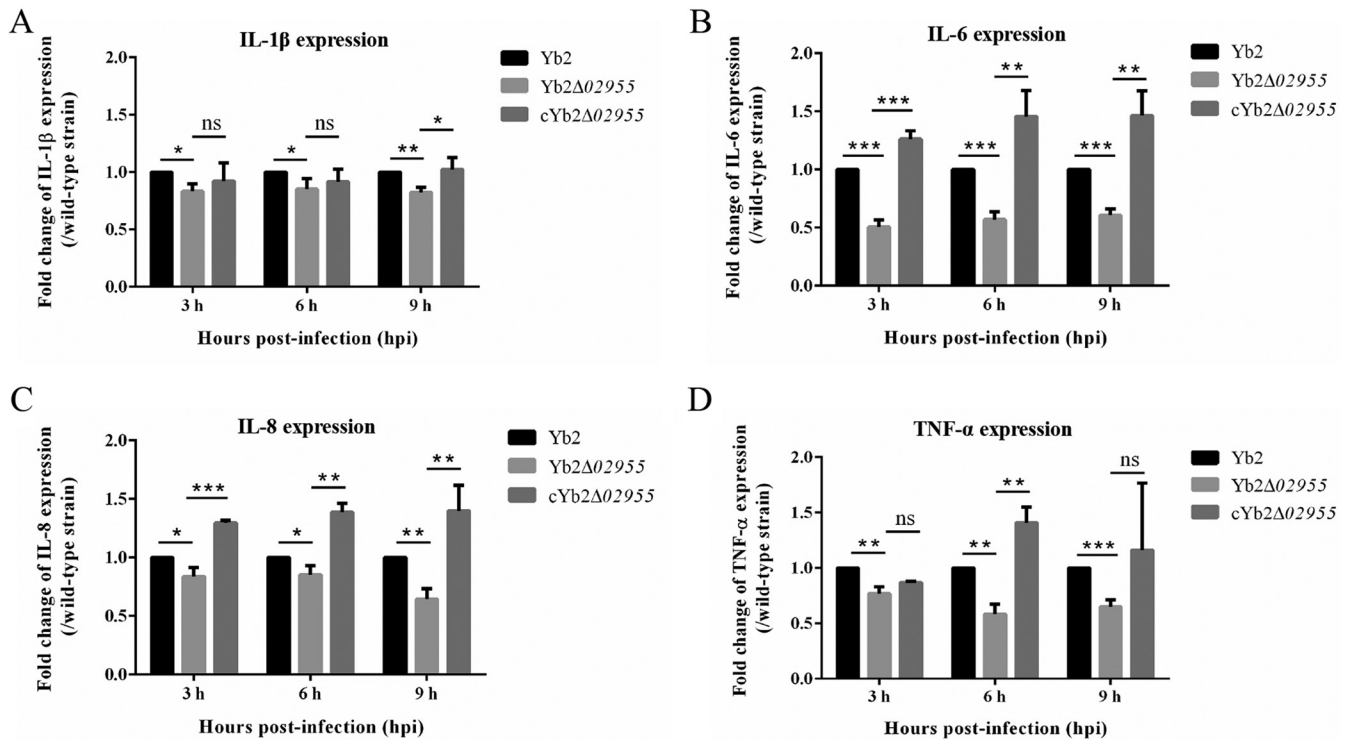 A
IL-1β expression
Fold change of IL-1β expression
(/wild-type strain)
2.0
1.5
1.0
0.5
0.0
Yb2
Yb2Δ02955
cYb2Δ02955
* ns
* ns
** *
3 h 6 h 9 h
Hours post-infection (hpi)
B
IL-6 expression
Fold change of IL-6 expression
(/wild-type strain)
2.0
1.5
1.0
0.5
0.0
Yb2
Yb2Δ02955
cYb2Δ02955
*** ***
*** **
*** **
3 h 6 h 9 h
Hours post-infection (hpi)
C
IL-8 expression
Fold change of IL-8 expression
(/wild-type strain)
2.0
1.5
1.0
0.5
0.0
Yb2
Yb2Δ02955
cYb2Δ02955
* ***
* **
** **
3 h 6 h 9 h
Hours post-infection (hpi)
D
TNF-α expression
Fold change of TNF-α expression
(/wild-type strain)
2.0
1.5
1.0
0.5
0.0
Yb2
Yb2Δ02955
cYb2Δ02955
** ns
** **
*** ns
3 h 6 h 9 h
Hours post-infection (hpi)